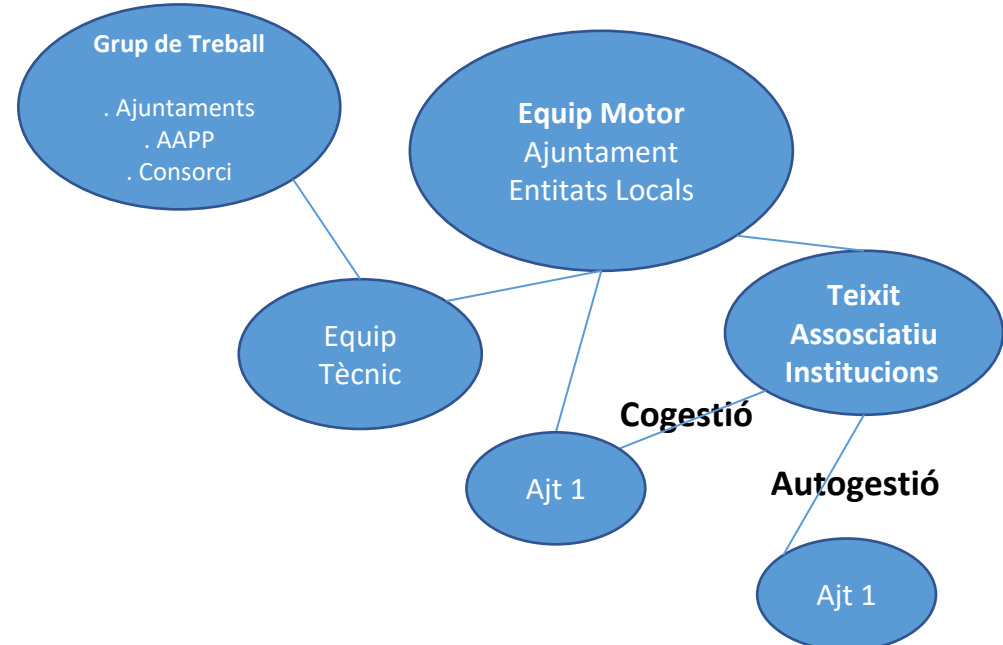 Grup de Treball
. Ajuntaments
. AAPP
. Consorci
Equip Motor
Ajuntament
Entitats Locals
Teixit
Assosciatiu
Institucions
Equip
Tècnic
Cogestió
Ajt 1
Autogestió
Ajt 1